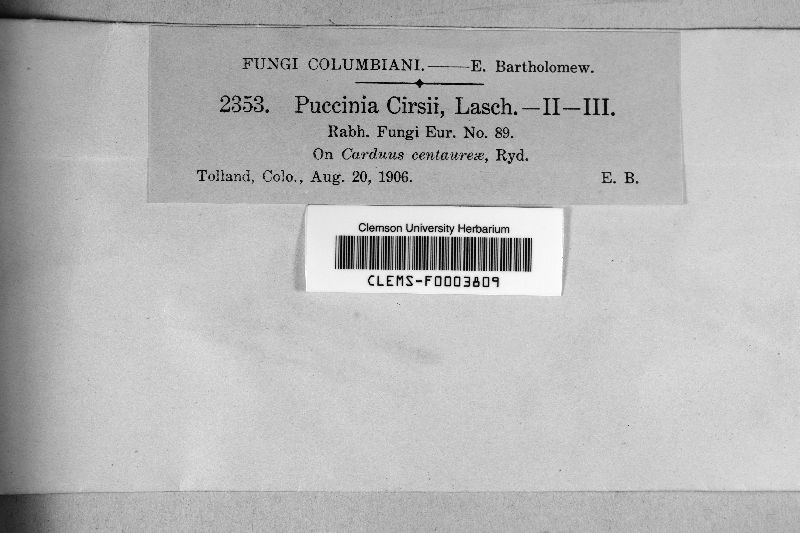 FUNGI COLUMBIANI.——E. Bartholomew.
2353. Puccinia Cirsii, Lasch.—II—III.
Rabh. Fungi Eur. No. 89.
On Carduus centaureæ, Ryd.
Tolland, Colo., Aug. 20, 1906. E. B.
Clemson University Herbarium
CLEMS-F0003809